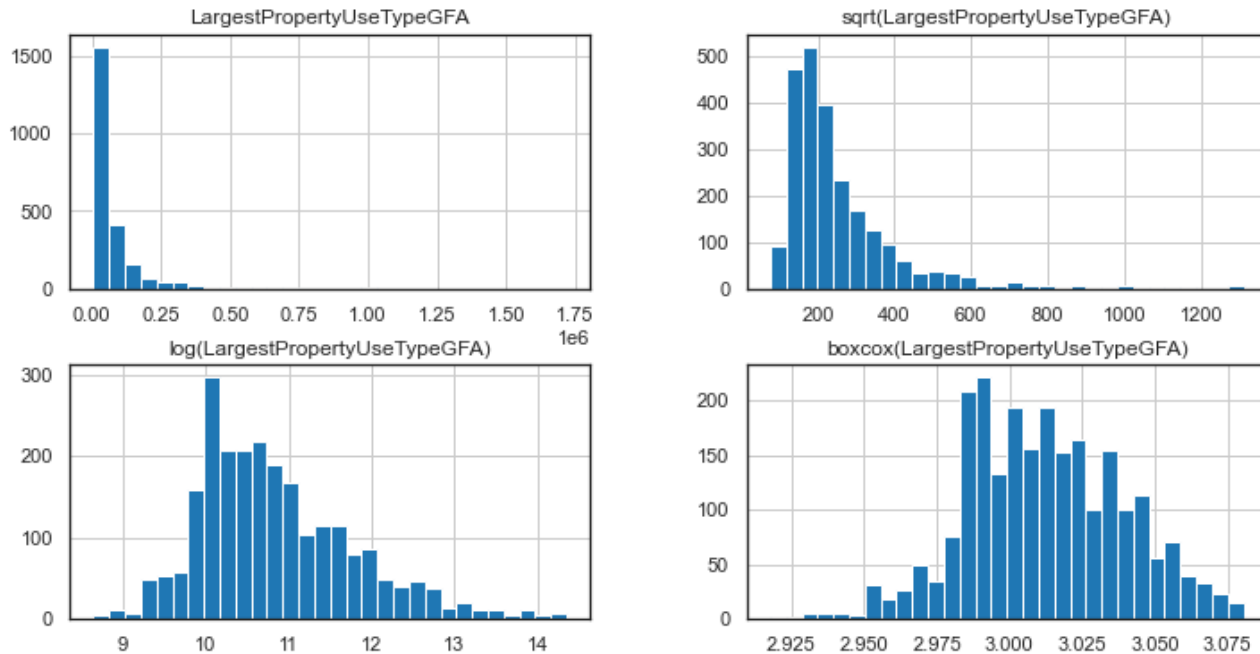 LargestPropertyUseTypeGFA
1500
1000
500
0
0.00 0.25 0.50 0.75 1.00 1.25 1.50 1.75
1e6
sqrt(LargestPropertyUseTypeGFA)
500
400
300
200
100
0
200 400 600 800 1000 1200
log(LargestPropertyUseTypeGFA)
300
200
100
0
9 10 11 12 13 14
boxcox(LargestPropertyUseTypeGFA)
200
150
100
50
0
2.925 2.950 2.975 3.000 3.025 3.050 3.075